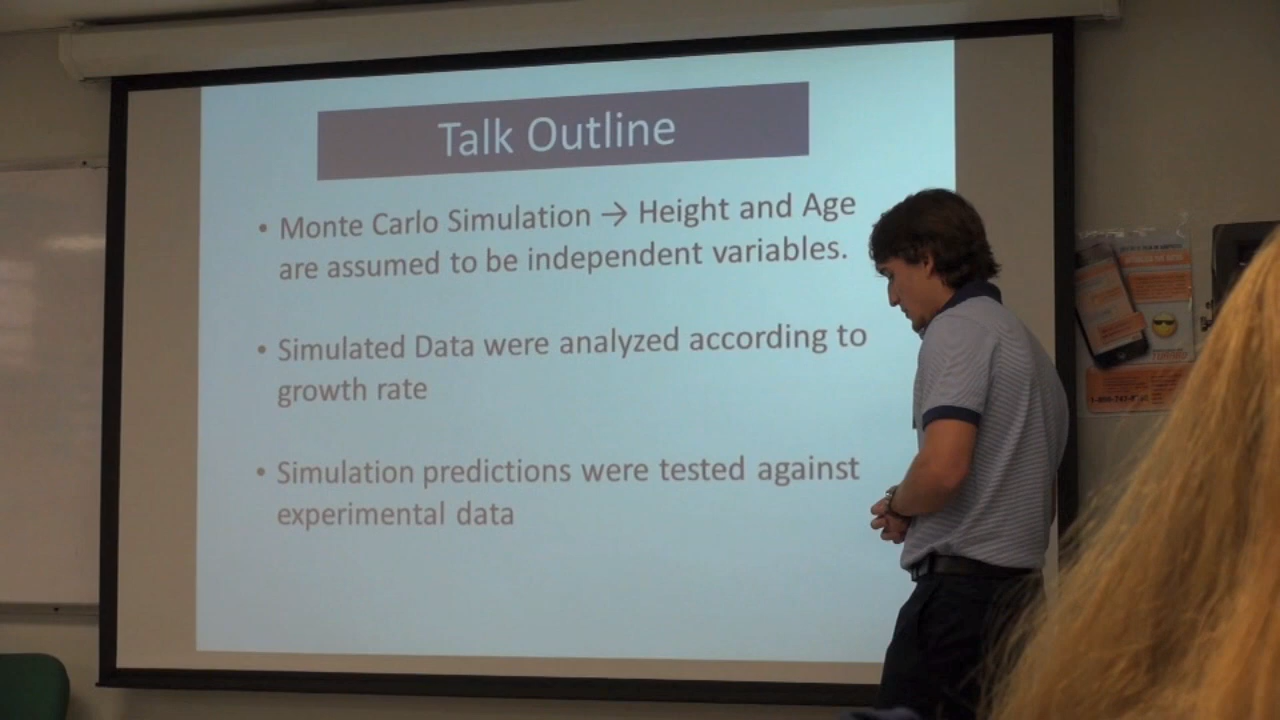 Talk Outline
• Monte Carlo Simulation → Height and Age
are assumed to be independent variables.
• Simulated Data were analyzed according to
growth rate
• Simulation predictions were tested against
experimental data